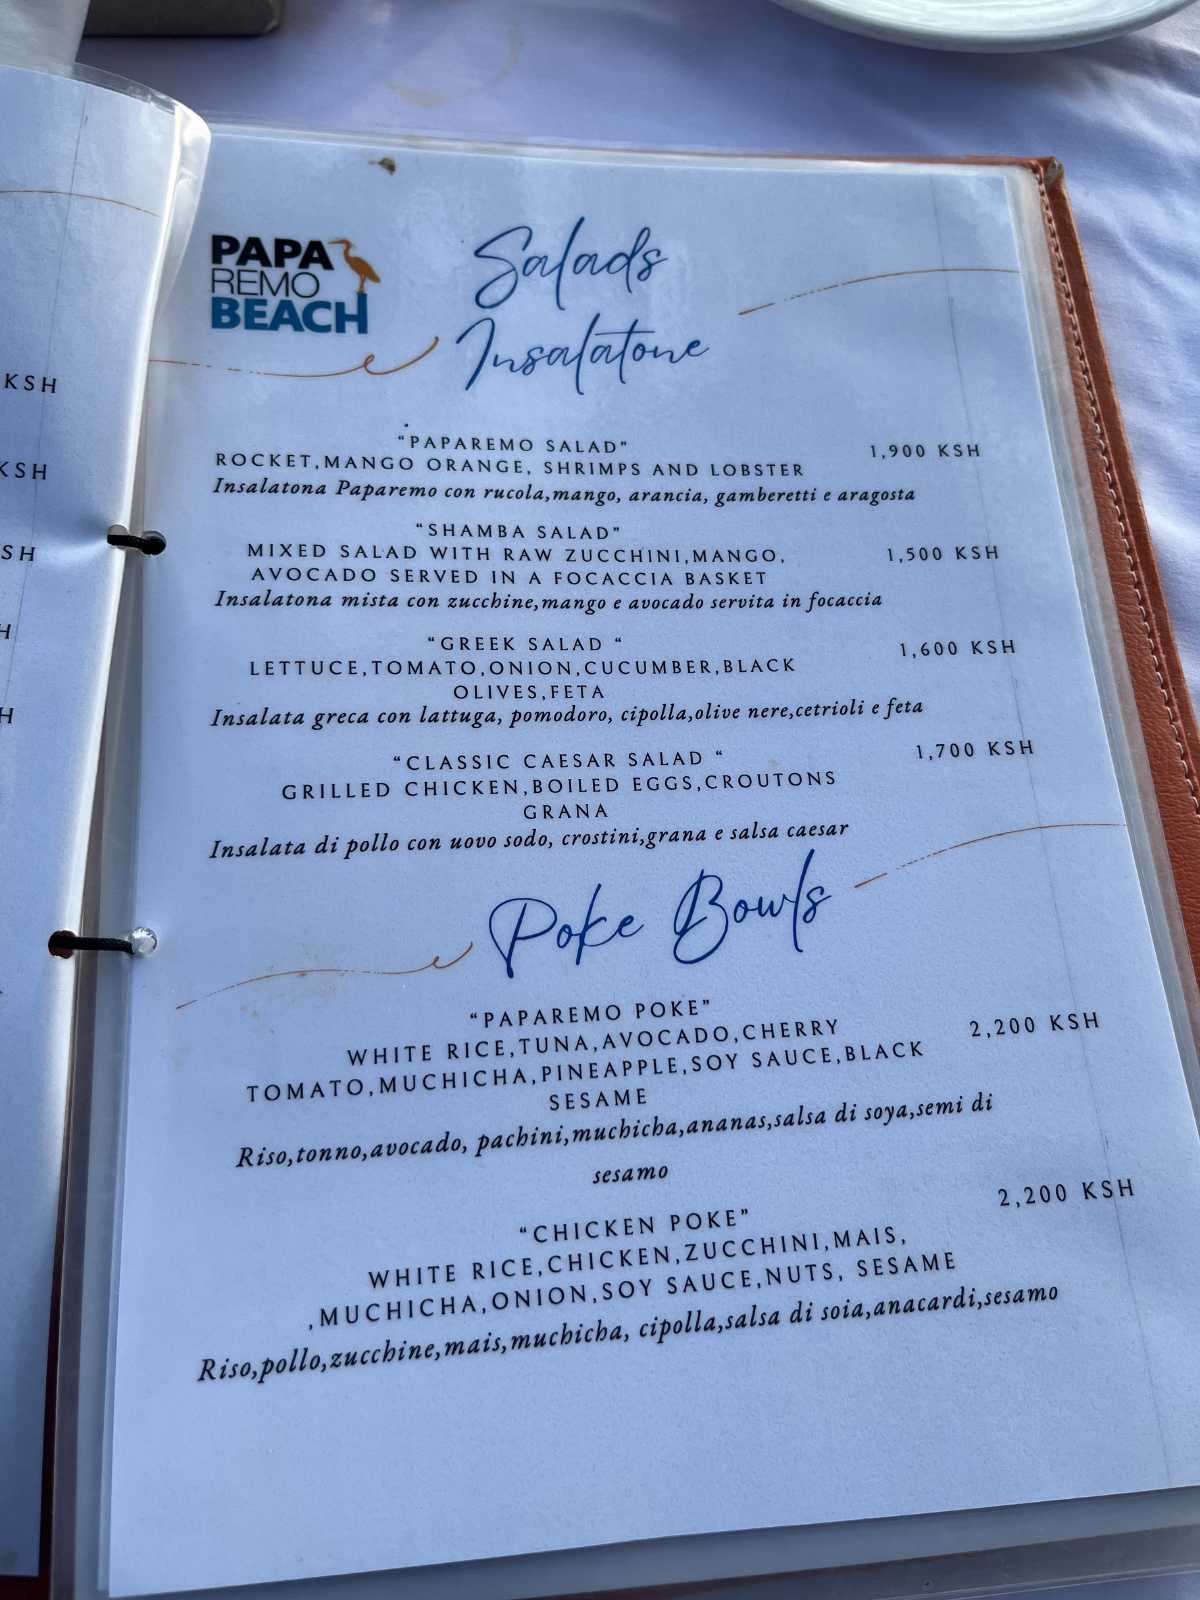 KSH
KSH
SH
H
H
PAPA
REMO
BEACH
Salads
Insalatone
"PAPAREMO SALAD"
1,900 KSH
ROCKET,MANGO ORANGE, SHRIMPS AND LOBSTER
Insalatona Paparemo con rucola,mango, arancia, gamberetti e aragosta
"SHAMBA SALAD"
MIXED SALAD WITH RAW ZUCCHINI,MANGO,
1,500 KSH
AVOCADO SERVED IN A FOCACCIA BASKET
Insalatona mista con zucchine,mango e avocado servita in focaccia
"GREEK SALAD "
1,600 KSH
LETTUCE,TOMATO,ONION,CUCUMBER,BLACK
OLIVES,FETA
Insalata greca con lattuga, pomodoro, cipolla,olive nere,cetrioli e feta
"CLASSIC CAESAR SALAD "
1,700 KSH
GRILLED CHICKEN,BOILED EGGS,CROUTONS
GRANA
Insalata di pollo con uovo sodo, crostini,grana e salsa caesar
Poke Bowls
"PAPAREMO POKE"
2,200 KSH
WHITE RICE,TUNA,AVOCADO,CHERRY
TOMATO,MUCHICHA,PINEAPPLE,SOY SAUCE,BLACK
SESAME
Riso,tonno,avocado, pachini,muchicha,ananas,salsa di soya,semi di
sesamo
"CHICKEN POKE"
2,200 KSH
WHITE RICE,CHICKEN,ZUCCHINI,MAIS,
,MUCHICHA,ONION,SOY SAUCE,NUTS, SESAME
Riso,pollo,zucchine,mais,muchicha, cipolla,salsa di soia,anacardi,sesamo